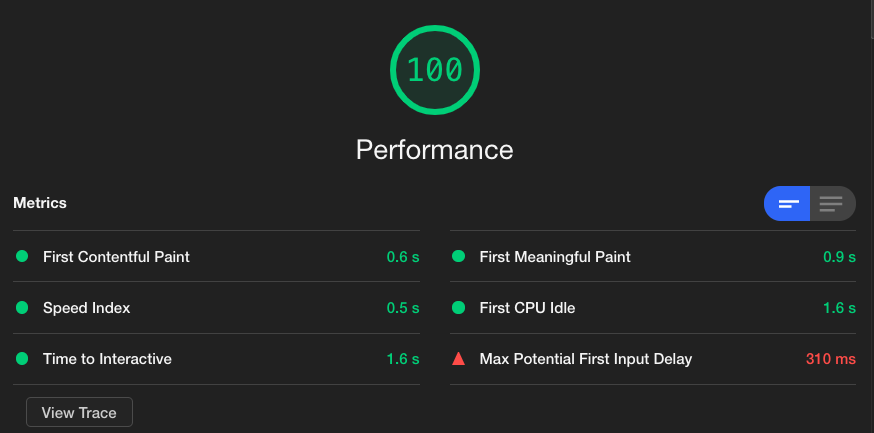 100
Performance
Metrics
First Contentful Paint 0.6 s
First Meaningful Paint 0.9 s
Speed Index 0.5 s
First CPU Idle 1.6 s
Time to Interactive 1.6 s
Max Potential First Input Delay 310 ms
View Trace